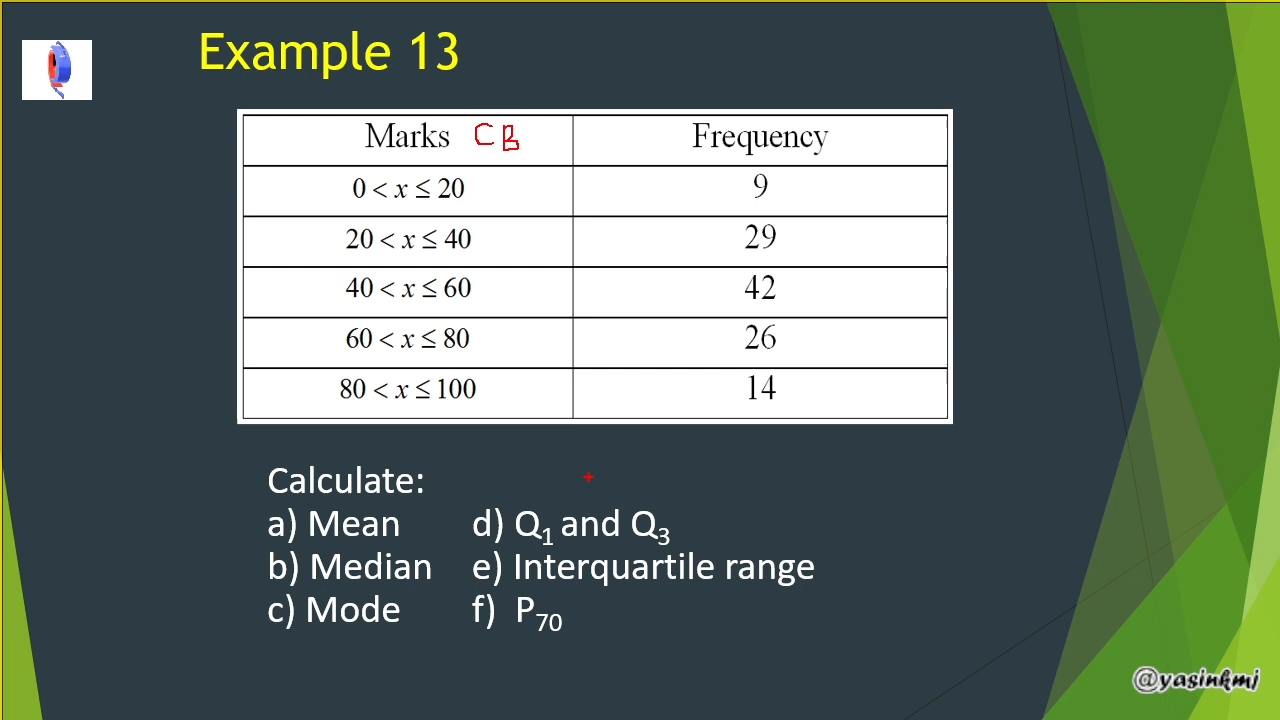 Example 13
Marks CB Frequency
0 < x ≤ 20 9
20 < x ≤ 40 29
40 < x ≤ 60 42
60 < x ≤ 80 26
80 < x ≤ 100 14
Calculate:
a) Mean d) Q₁ and Q₃
b) Median e) Interquartile range
c) Mode f) P₇₀
@yasinkmj